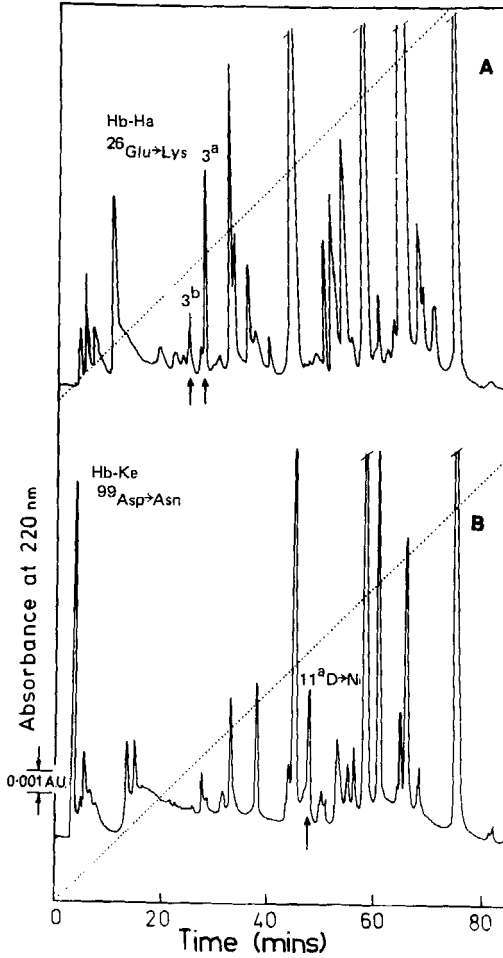 A
Hb-Ha
²⁶Glu→Lys
3ᵃ
3ᵇ
B
Hb-Ke
⁹⁹Asp→Asn
11ᵃD→N
Absorbance at 220 nm
0·001 A.U.
0 20 40 60 80
Time (mins)